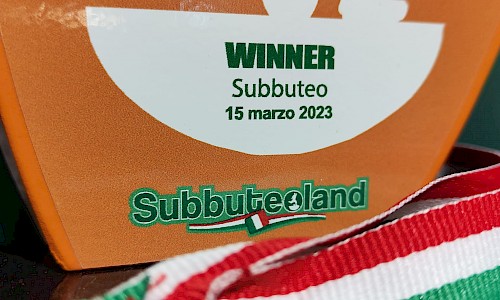 WINNER
Subbuteo
15 marzo 2023
Subbuteoland